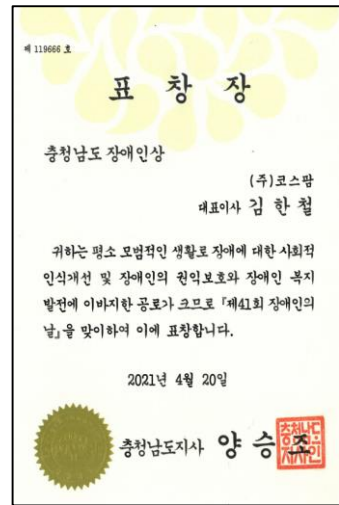 제 119666 호
표 창 장
충청남도 장애인상
(주)코스팜
대표이사 김 한 철
귀하는 평소 모범적인 생활로 장애에 대한 사회적
인식개선 및 장애인의 권익보호와 장애인 복지
발전에 이바지한 공로가 크므로 『제41회 장애인의
날』을 맞이하여 이에 표창합니다.
2021년 4월 20일
충청남도지사 양 승 조